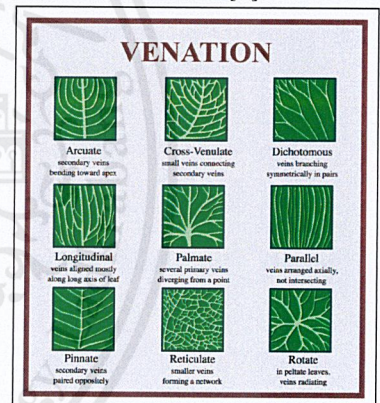 VENATION
Arcuate
secondary veins
bending toward apex
Cross-Venulate
small veins connecting
secondary veins
Dichotomous
veins branching
symmetrically in pairs
Longitudinal
veins aligned mostly
along long axis of leaf
Palmate
several primary veins
diverging from a point
Parallel
veins arranged axially,
not intersecting
Pinnate
secondary veins
paired oppositely
Reticulate
smaller veins
forming a network
Rotate
in peltate leaves,
veins radiating